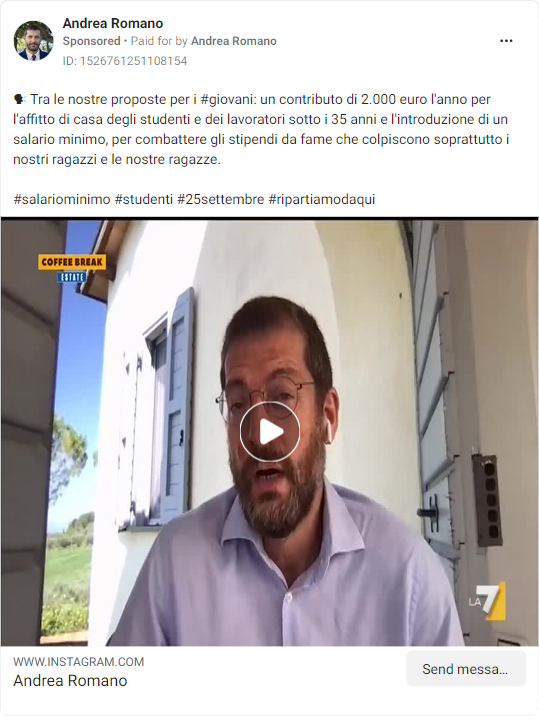 Andrea Romano
Sponsored • Paid for by Andrea Romano
ID: 1526761251108154
🗣 Tra le nostre proposte per i #giovani: un contributo di 2.000 euro l'anno per
l'affitto di casa degli studenti e dei lavoratori sotto i 35 anni e l'introduzione di un
salario minimo, per combattere gli stipendi da fame che colpiscono soprattutto i
nostri ragazzi e le nostre ragazze.
#salariominimo #studenti #25settembre #ripartiamodaqui
COFFEE BREAK
ESTATE
LA7
WWW.INSTAGRAM.COM
Andrea Romano
Send messa...